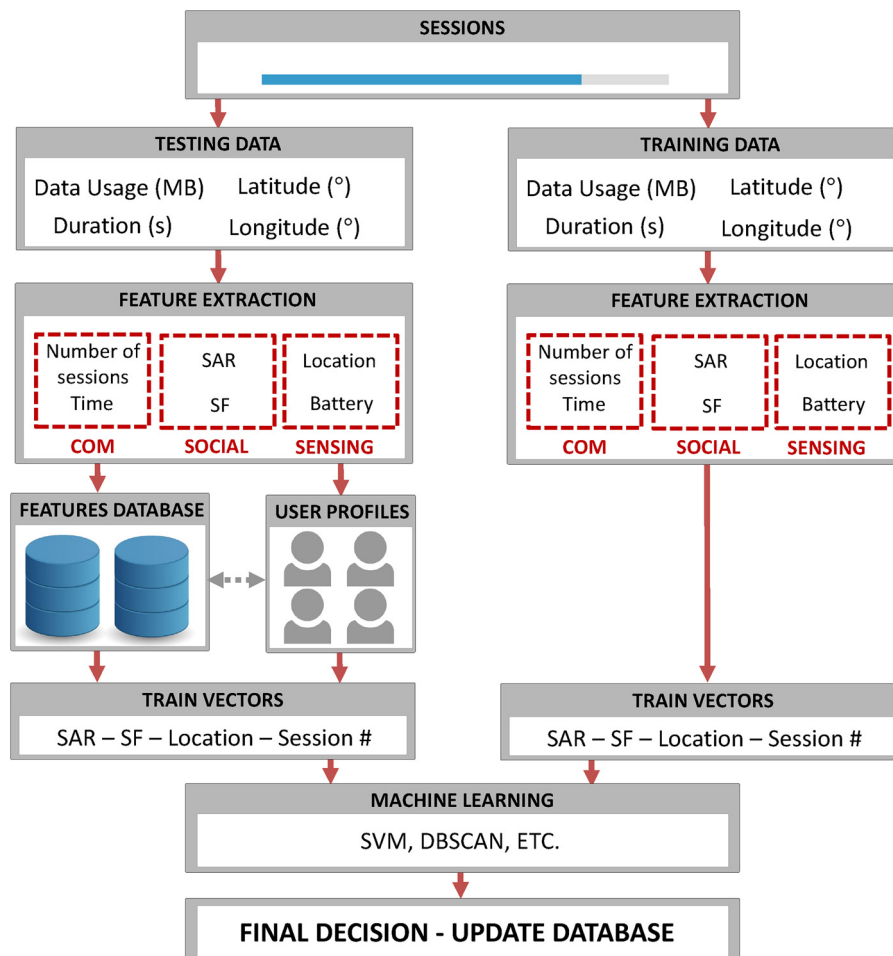 SESSIONS
TESTING DATA
Data Usage (MB) Latitude (°)
Duration (s) Longitude (°)
TRAINING DATA
Data Usage (MB) Latitude (°)
Duration (s) Longitude (°)
FEATURE EXTRACTION
Number of
sessions
Time
COM
SAR
SF
SOCIAL
Location
Battery
SENSING
FEATURE EXTRACTION
Number of
sessions
Time
COM
SAR
SF
SOCIAL
Location
Battery
SENSING
FEATURES DATABASE
USER PROFILES
TRAIN VECTORS
SAR – SF – Location – Session #
TRAIN VECTORS
SAR – SF – Location – Session #
MACHINE LEARNING
SVM, DBSCAN, ETC.
FINAL DECISION - UPDATE DATABASE